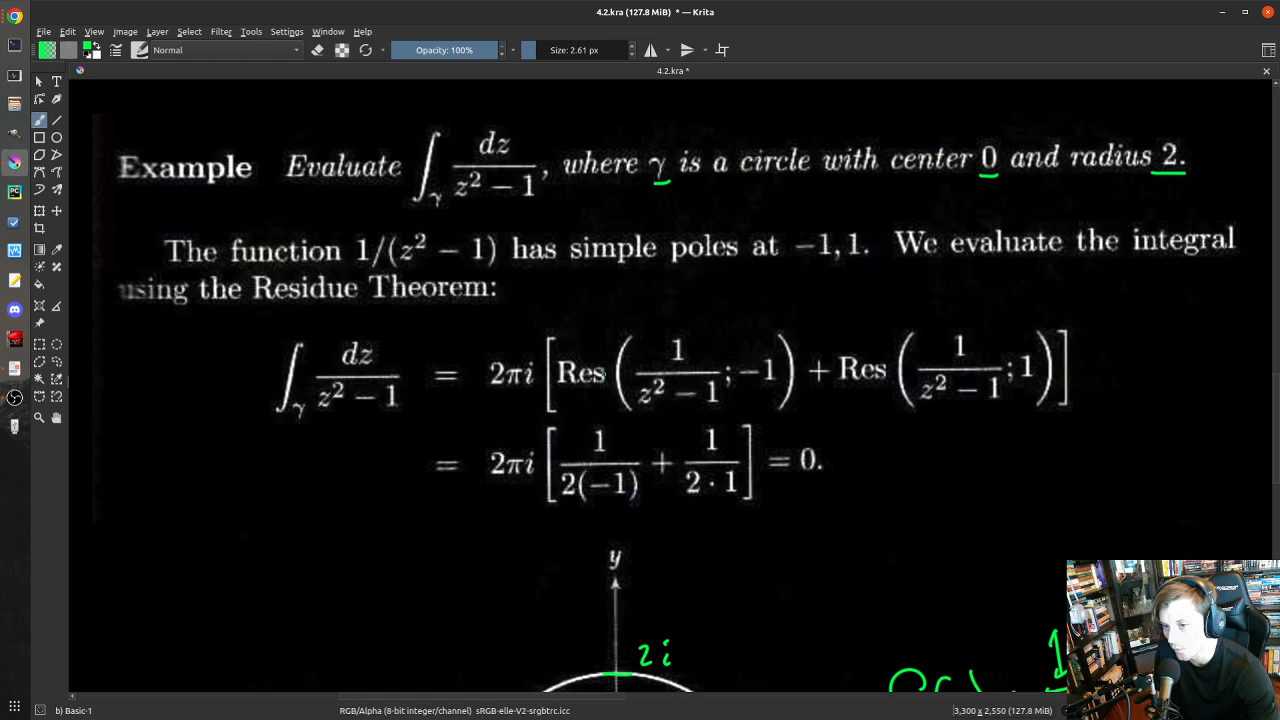 4.2.kra (127.8 MiB) * — Krita
File Edit View Image Layer Select Filter Tools Settings Window Help
Normal Opacity: 100% Size: 2.61 px
4.2.kra *
Example Evaluate ∫_γ dz/(z² − 1), where γ is a circle with center 0 and radius 2.
The function 1/(z² − 1) has simple poles at −1, 1. We evaluate the integral
using the Residue Theorem:
∫_γ dz/(z² − 1) = 2πi [Res (1/(z² − 1); −1) + Res (1/(z² − 1); 1)]
= 2πi [1/(2(−1)) + 1/(2 · 1)] = 0.
y
2i
b) Basic-1 RGB/Alpha (8-bit integer/channel) sRGB-elle-V2-srgbtrc.icc 3,300 x 2,550 (127.8 MiB)